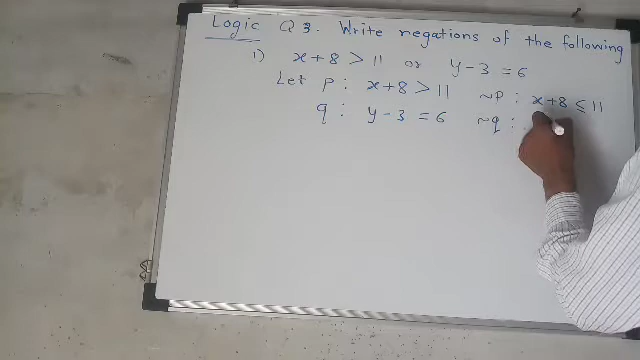 Logic Q 3. Write negations of the following
1) x+8 > 11 or y-3 = 6
Let p : x+8 > 11 ~p : x+8 ≤ 11
q : y-3 = 6 ~q :